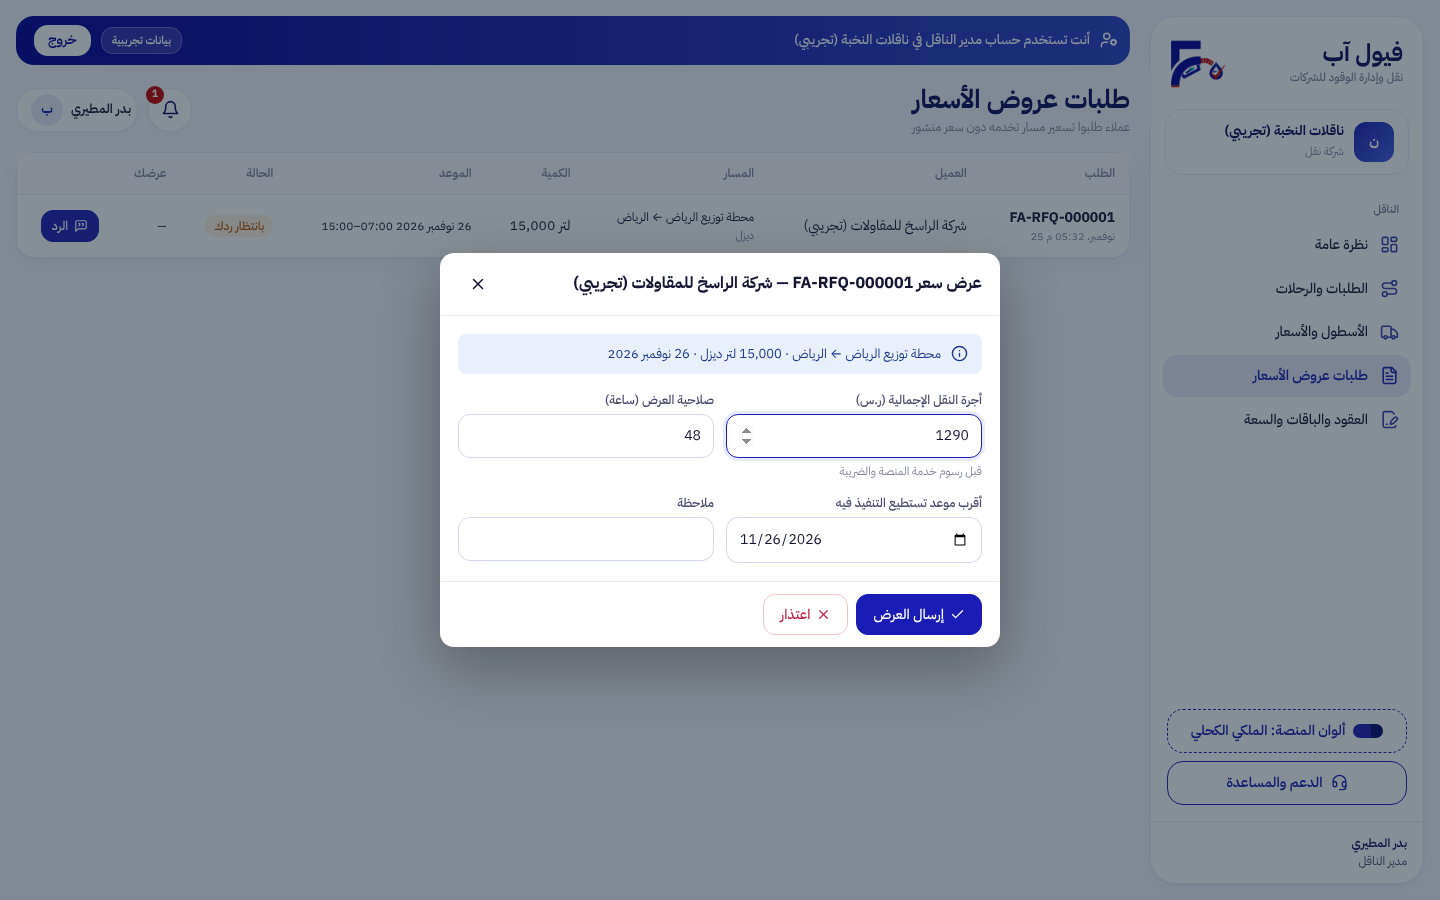 فيول آب
نقل وإدارة الوقود للشركات
ن
ناقلات النخبة (تجريبي)
شركة نقل
الناقل
نظرة عامة
الطلبات والرحلات
الأسطول والأسعار
طلبات عروض الأسعار
العقود والباقات والسعة
ألوان المنصة: الملكي الكحلي
الدعم والمساعدة
بدر المطيري
مدير الناقل
أنت تستخدم حساب مدير الناقل في ناقلات النخبة (تجريبي)
بيانات تجريبية
خروج
طلبات عروض الأسعار
عملاء طلبوا تسعير مسار تخدمه دون سعر منشور
1
بدر المطيري
ب
الطلب العميل المسار الكمية الموعد الحالة عرضك
FA-RFQ-000001
25 نوفمبر، 05:32 م
شركة الراسخ للمقاولات (تجريبي)
محطة توزيع الرياض ← الرياض
ديزل
15,000 لتر
26 نوفمبر 2026 07:00–15:00
بانتظار ردك
—
الرد
عرض سعر FA-RFQ-000001 — شركة الراسخ للمقاولات (تجريبي)
محطة توزيع الرياض ← الرياض · 15,000 لتر ديزل · 26 نوفمبر 2026
أجرة النقل الإجمالية (ر.س)
1290
قبل رسوم خدمة المنصة والضريبة
صلاحية العرض (ساعة)
48
أقرب موعد تستطيع التنفيذ فيه
11/26/2026
ملاحظة
إرسال العرض
اعتذار